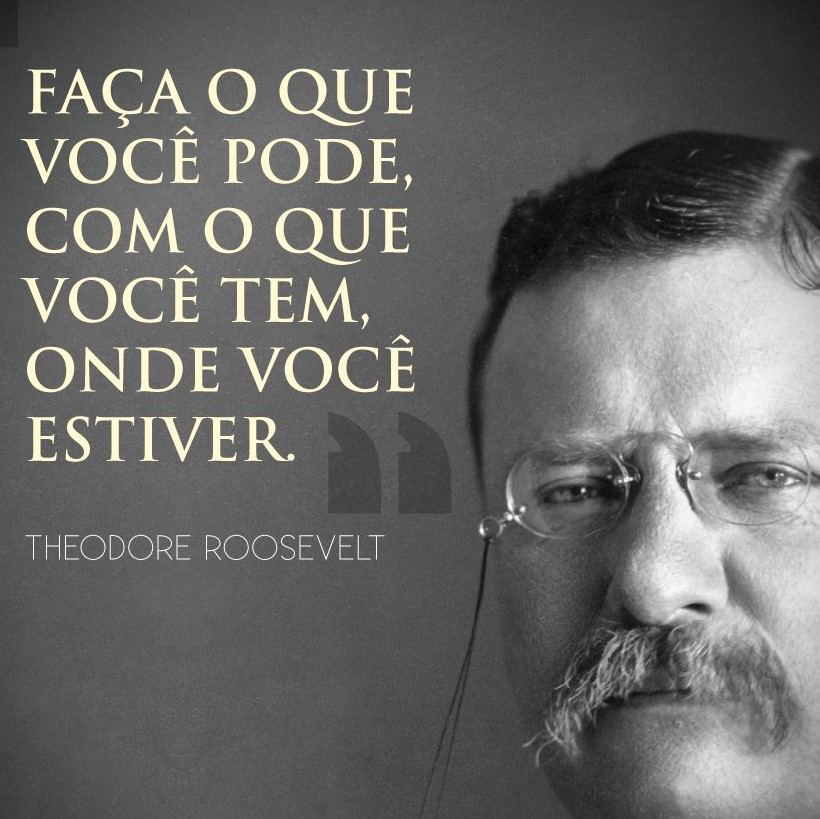 FAÇA O QUE
VOCÊ PODE,
COM O QUE
VOCÊ TEM,
ONDE VOCÊ
ESTIVER.
THEODORE ROOSEVELT